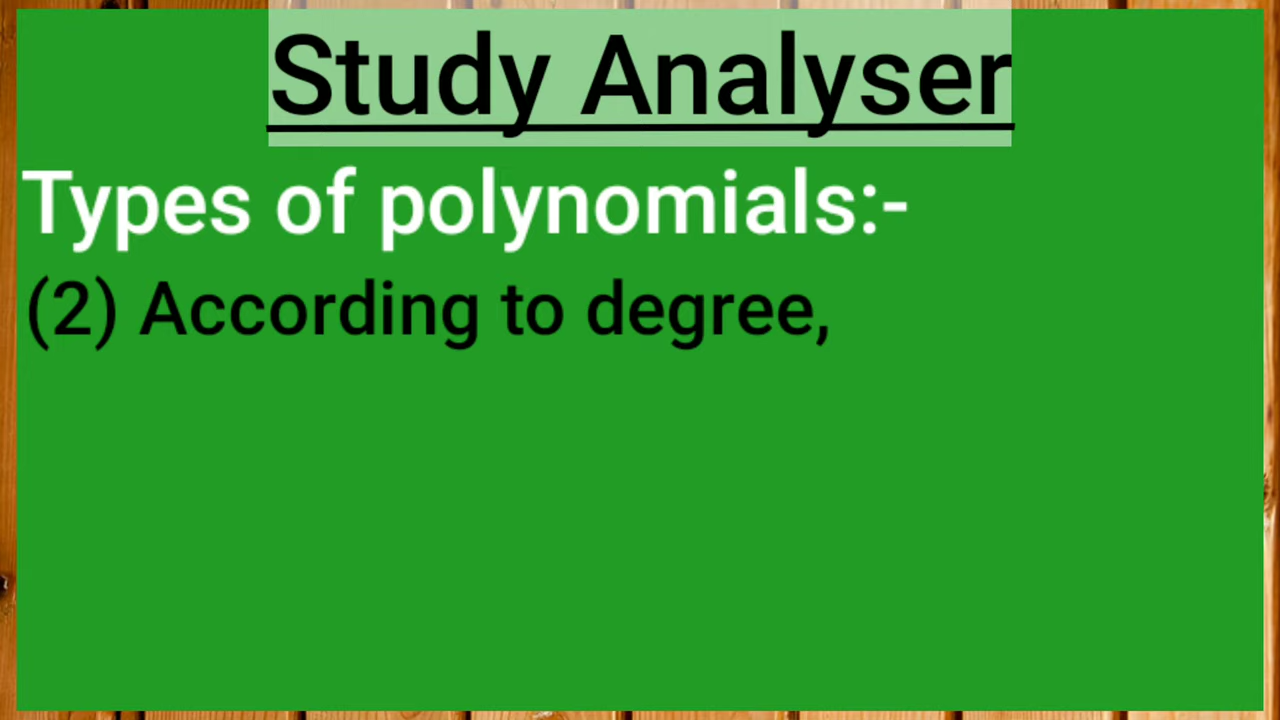 Study Analyser
Types of polynomials:-
(2) According to degree,